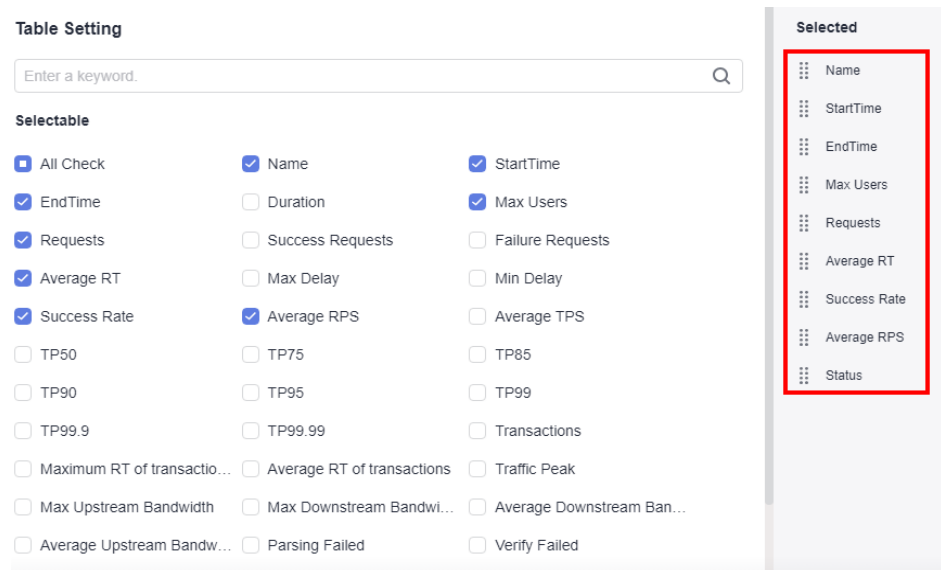 Table Setting
Enter a keyword.
Selectable
All Check Name StartTime
EndTime Duration Max Users
Requests Success Requests Failure Requests
Average RT Max Delay Min Delay
Success Rate Average RPS Average TPS
TP50 TP75 TP85
TP90 TP95 TP99
TP99.9 TP99.99 Transactions
Maximum RT of transactio... Average RT of transactions Traffic Peak
Max Upstream Bandwidth Max Downstream Bandwi... Average Downstream Ban...
Average Upstream Bandw... Parsing Failed Verify Failed
Selected
Name
StartTime
EndTime
Max Users
Requests
Average RT
Success Rate
Average RPS
Status